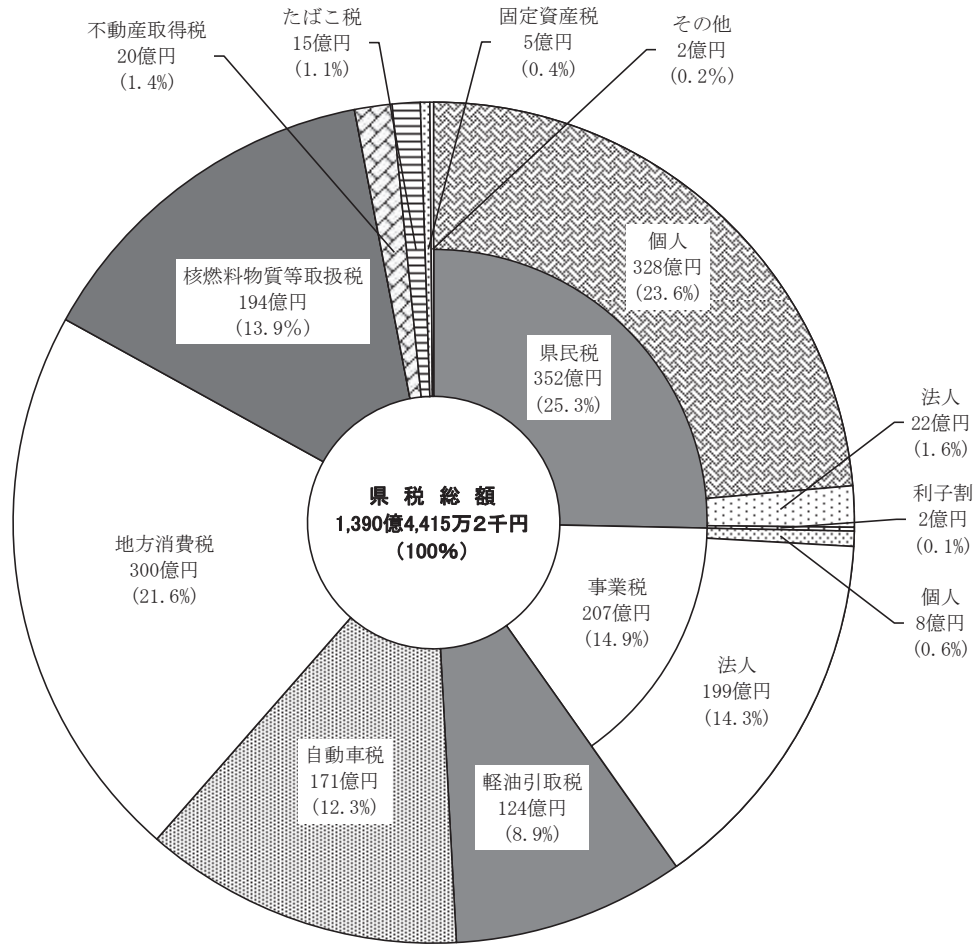 不動産取得税
20億円
(1.4%)
たばこ税
15億円
(1.1%)
固定資産税
5億円
(0.4%)
その他
2億円
(0.2%)
個人
328億円
(23.6%)
県民税
352億円
(25.3%)
法人
22億円
(1.6%)
利子割
2億円
(0.1%)
個人
8億円
(0.6%)
事業税
207億円
(14.9%)
法人
199億円
(14.3%)
軽油引取税
124億円
(8.9%)
自動車税
171億円
(12.3%)
地方消費税
300億円
(21.6%)
核燃料物質等取扱税
194億円
(13.9%)
県税総額
1,390億4,415万2千円
(100%)